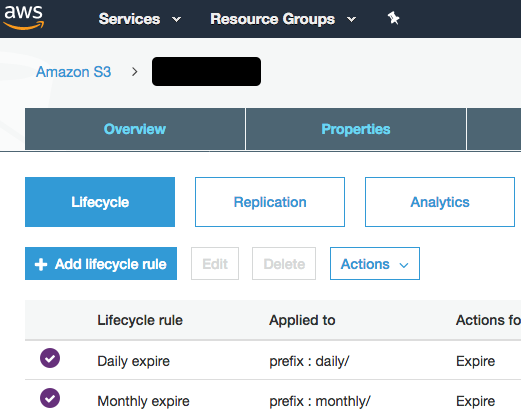 aws Services Resource Groups
Amazon S3 >
Overview Properties
Lifecycle Replication Analytics
+ Add lifecycle rule Edit Delete Actions
Lifecycle rule Applied to Actions fo
Daily expire prefix : daily/ Expire
Monthly expire prefix : monthly/ Expire